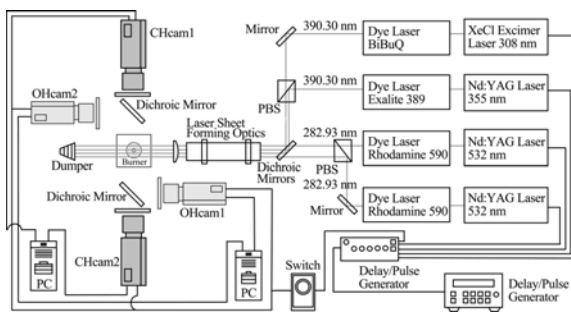 CHcam1
OHcam2
Dichroic Mirror
Laser Sheet
Forming Optics
Dumper
Burner
Dichroic
Mirrors
Dichroic Mirror
OHcam1
CHcam2
PC
PC
Mirror
390.30 nm
Dye Laser
BiBuQ
XeCl Excimer
Laser 308 nm
390.30 nm
PBS
Dye Laser
Exalite 389
Nd:YAG Laser
355 nm
282.93 nm
PBS
Dye Laser
Rhodamine 590
Nd:YAG Laser
532 nm
282.93 nm
Mirror
Dye Laser
Rhodamine 590
Nd:YAG Laser
532 nm
Switch
Delay/Pulse
Generator
Delay/Pulse
Generator